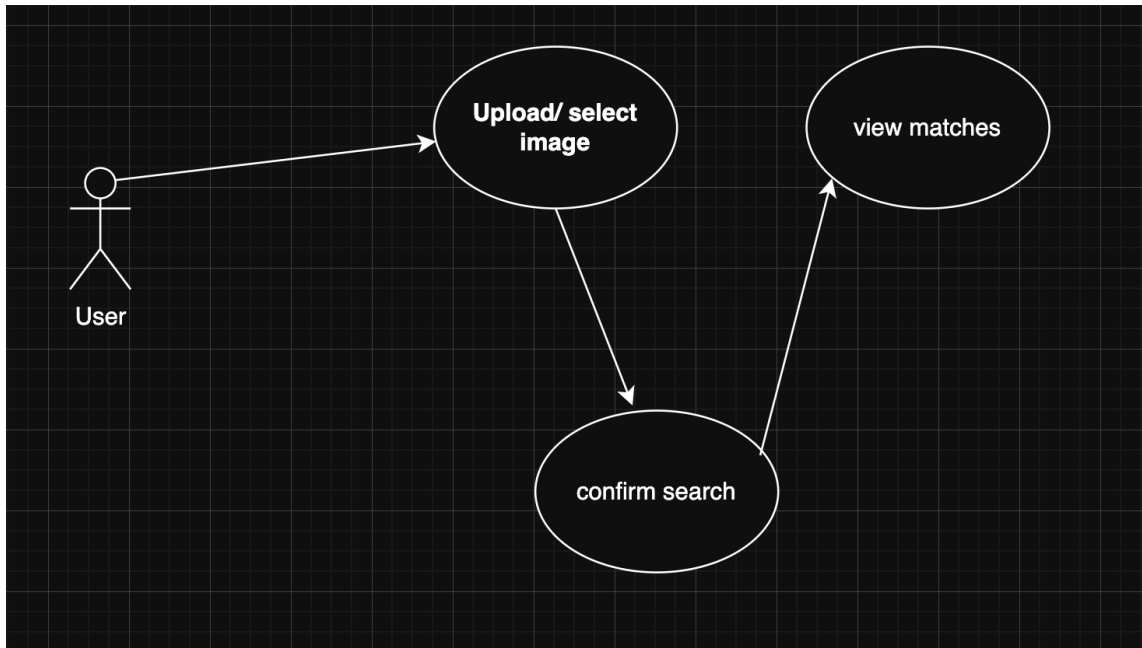 Upload/ select
image
view matches
User
confirm search